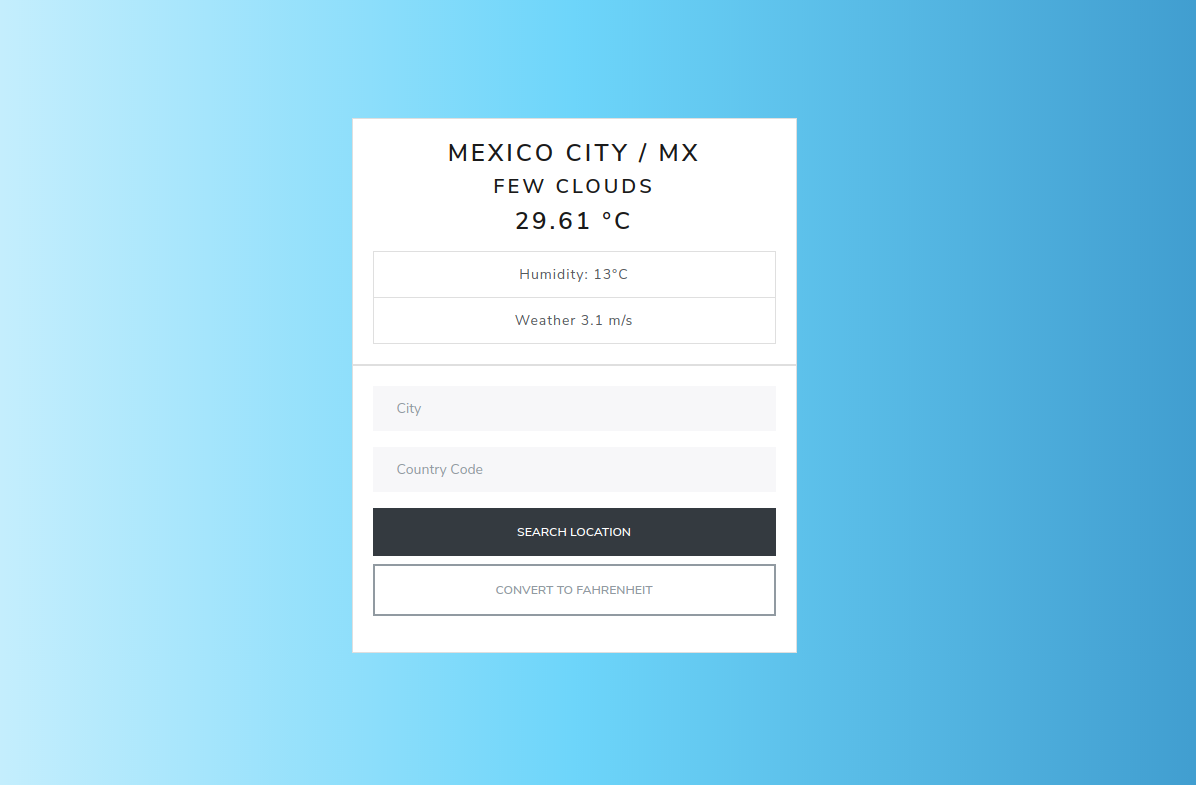 MEXICO CITY / MX
FEW CLOUDS
29.61 °C
Humidity: 13°C
Weather 3.1 m/s
City
Country Code
SEARCH LOCATION
CONVERT TO FAHRENHEIT